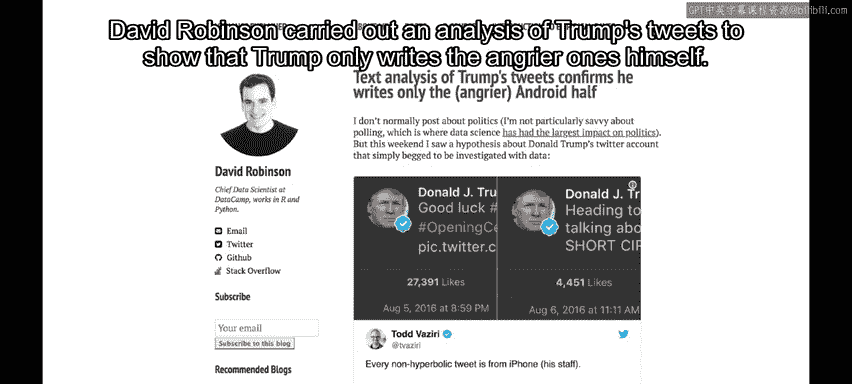 GPT中英字幕课程资源@bilibili.com
David Robinson carried out an analysis of Trump's tweets to
show that Trump only writes the angrier ones himself.
Text analysis of Trump's tweets confirms he
writes only the (angrier) Android half
I don't normally post about politics (I'm not particularly savvy about
polling, which is where data science has had the largest impact on politics).
But this weekend I saw a hypothesis about Donald Trump's twitter account
that simply begged to be investigated with data:
David Robinson
Chief Data Scientist at
DataCamp, works in R and
Python.
Email
Twitter
Github
Stack Overflow
Subscribe
Your email
Subscribe to this blog
Recommended Blogs
Donald J. Tru
Good luck #
#OpeningCe
pic.twitter.c
27,391 Likes
Aug 5, 2016 at 8:59 PM
Donald J. Tru
Heading to
talking abo
SHORT CIR
4,451 Likes
Aug 6, 2016 at 11:11 AM
Todd Vaziri
@tvaziri
Every non-hyperbolic tweet is from iPhone (his staff).